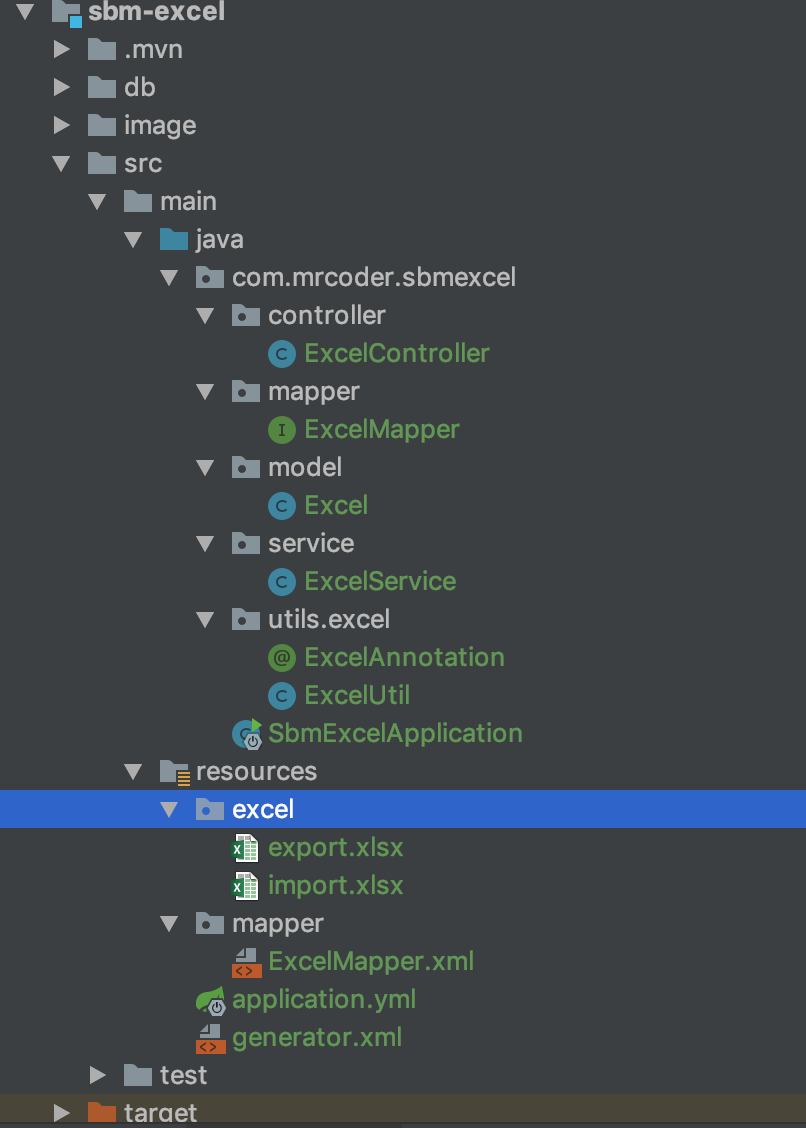 sbm-excel
.mvn
db
image
src
main
java
com.mrcoder.sbmexcel
controller
ExcelController
mapper
ExcelMapper
model
Excel
service
ExcelService
utils.excel
ExcelAnnotation
ExcelUtil
SbmExcelApplication
resources
excel
export.xlsx
import.xlsx
mapper
ExcelMapper.xml
application.yml
generator.xml
test
target